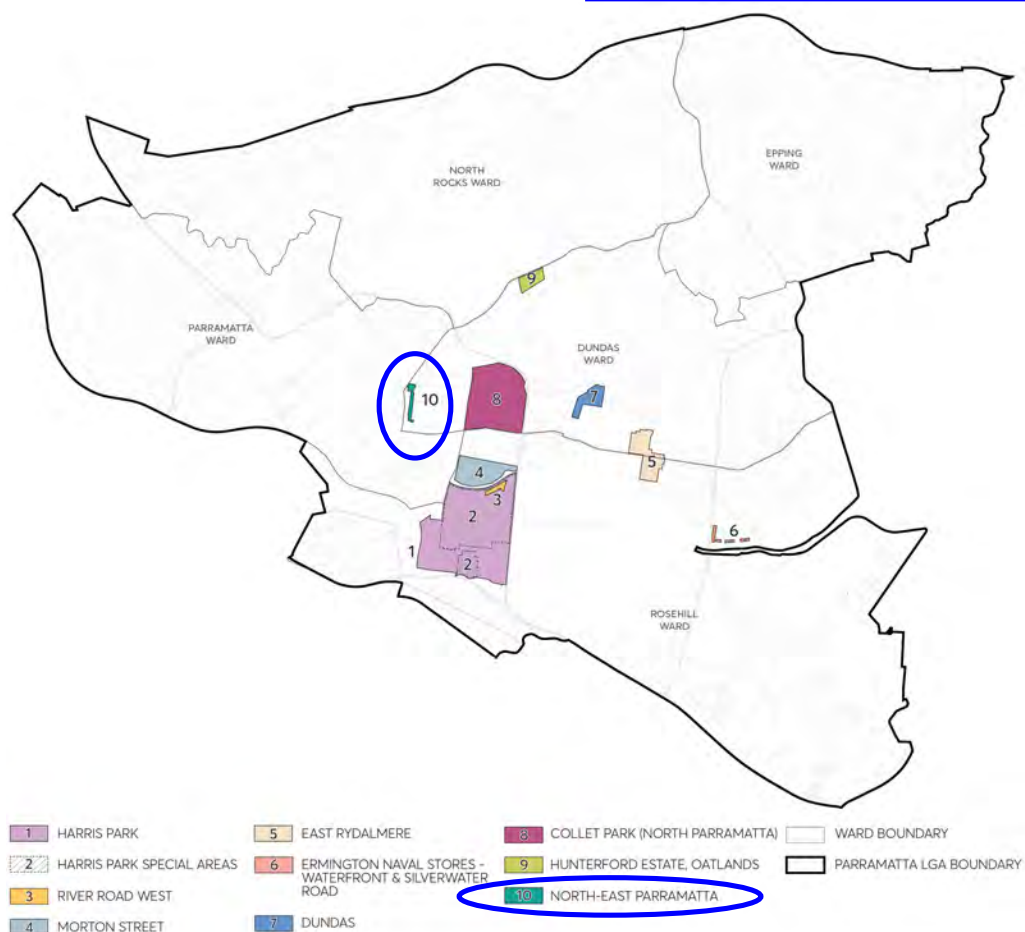 NORTH
ROCKS WARD
EPPING
WARD
9
PARRAMATTA
WARD
DUNDAS
WARD
10
8
7
5
4
3
2
1
2
6
ROSEHILL
WARD
1 HARRIS PARK
2 HARRIS PARK SPECIAL AREAS
3 RIVER ROAD WEST
4 MORTON STREET
5 EAST RYDALMERE
6 ERMINGTON NAVAL STORES -
WATERFRONT & SILVERWATER
ROAD
7 DUNDAS
8 COLLET PARK (NORTH PARRAMATTA)
9 HUNTERFORD ESTATE, OATLANDS
10 NORTH-EAST PARRAMATTA
WARD BOUNDARY
PARRAMATTA LGA BOUNDARY